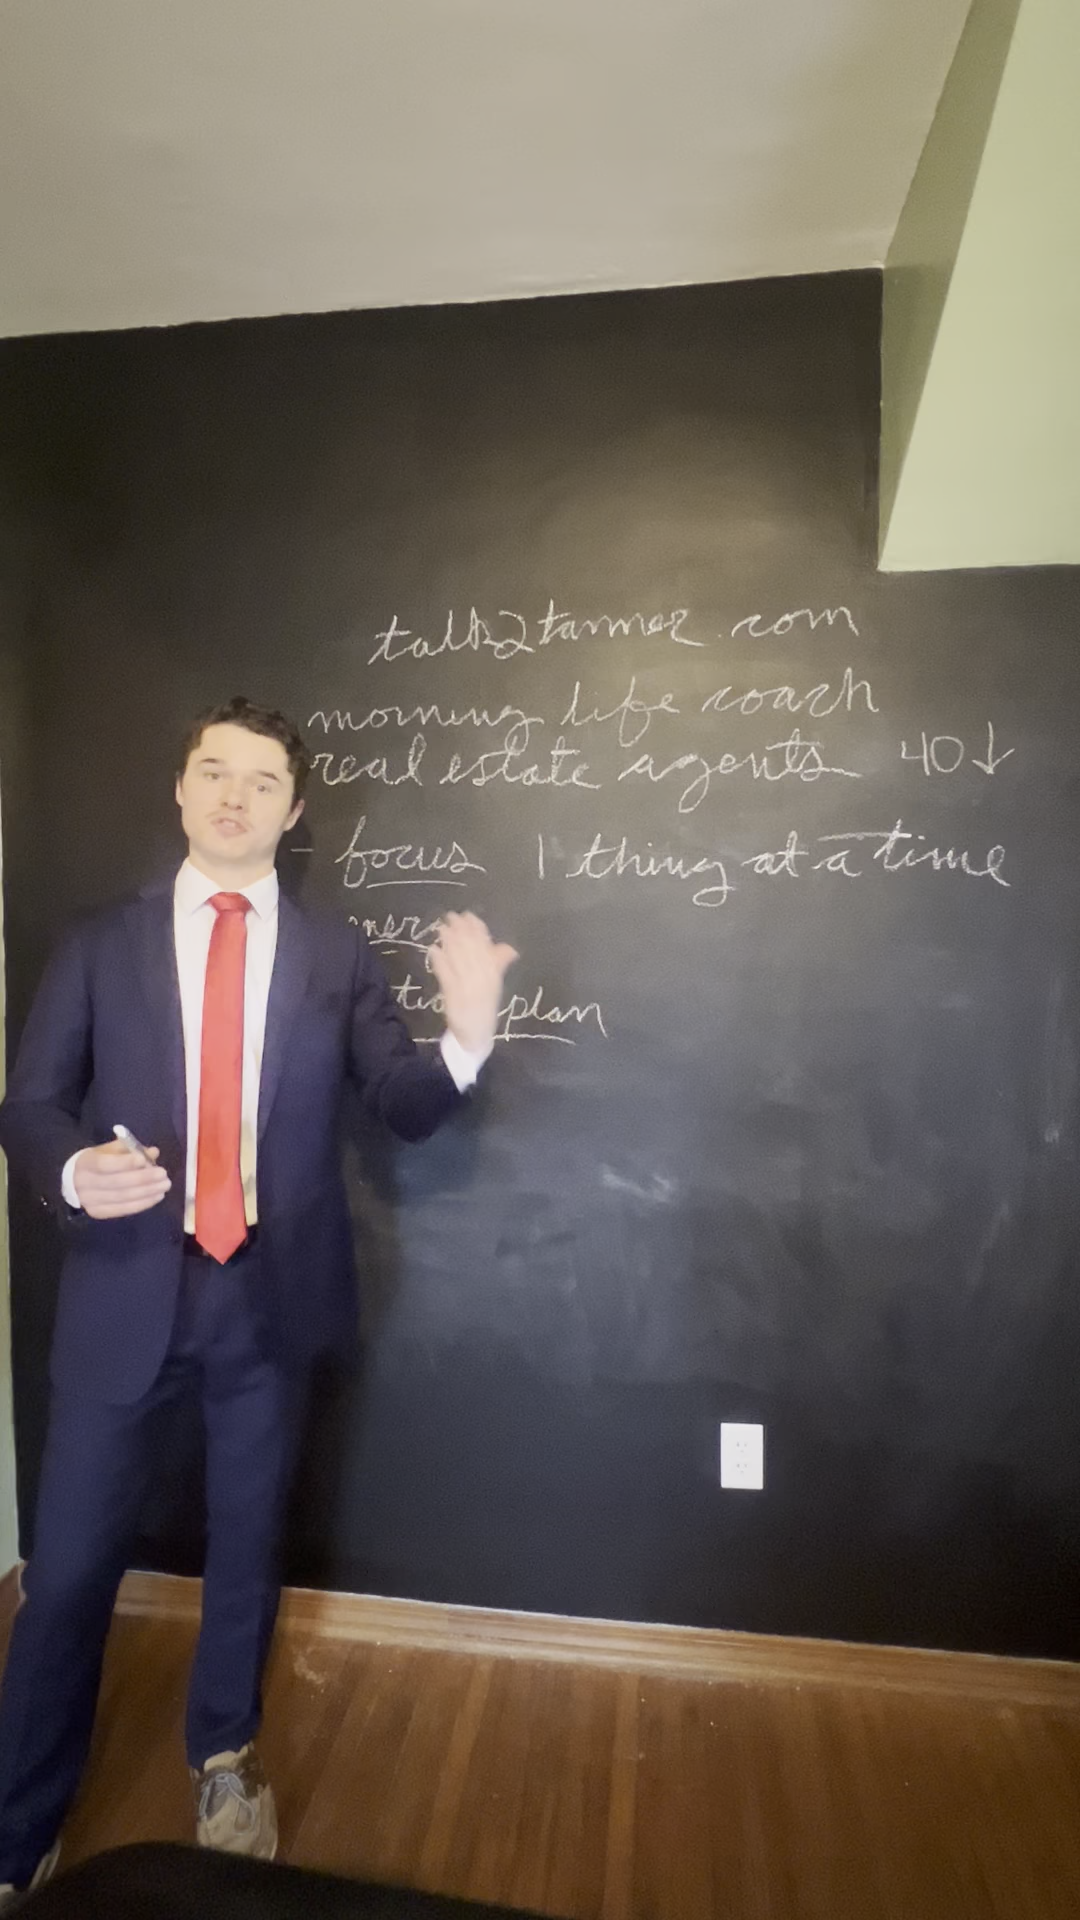 talk2tanner.com
morning life coach
real estate agents 40↓
- focus 1 thing at a time
plan